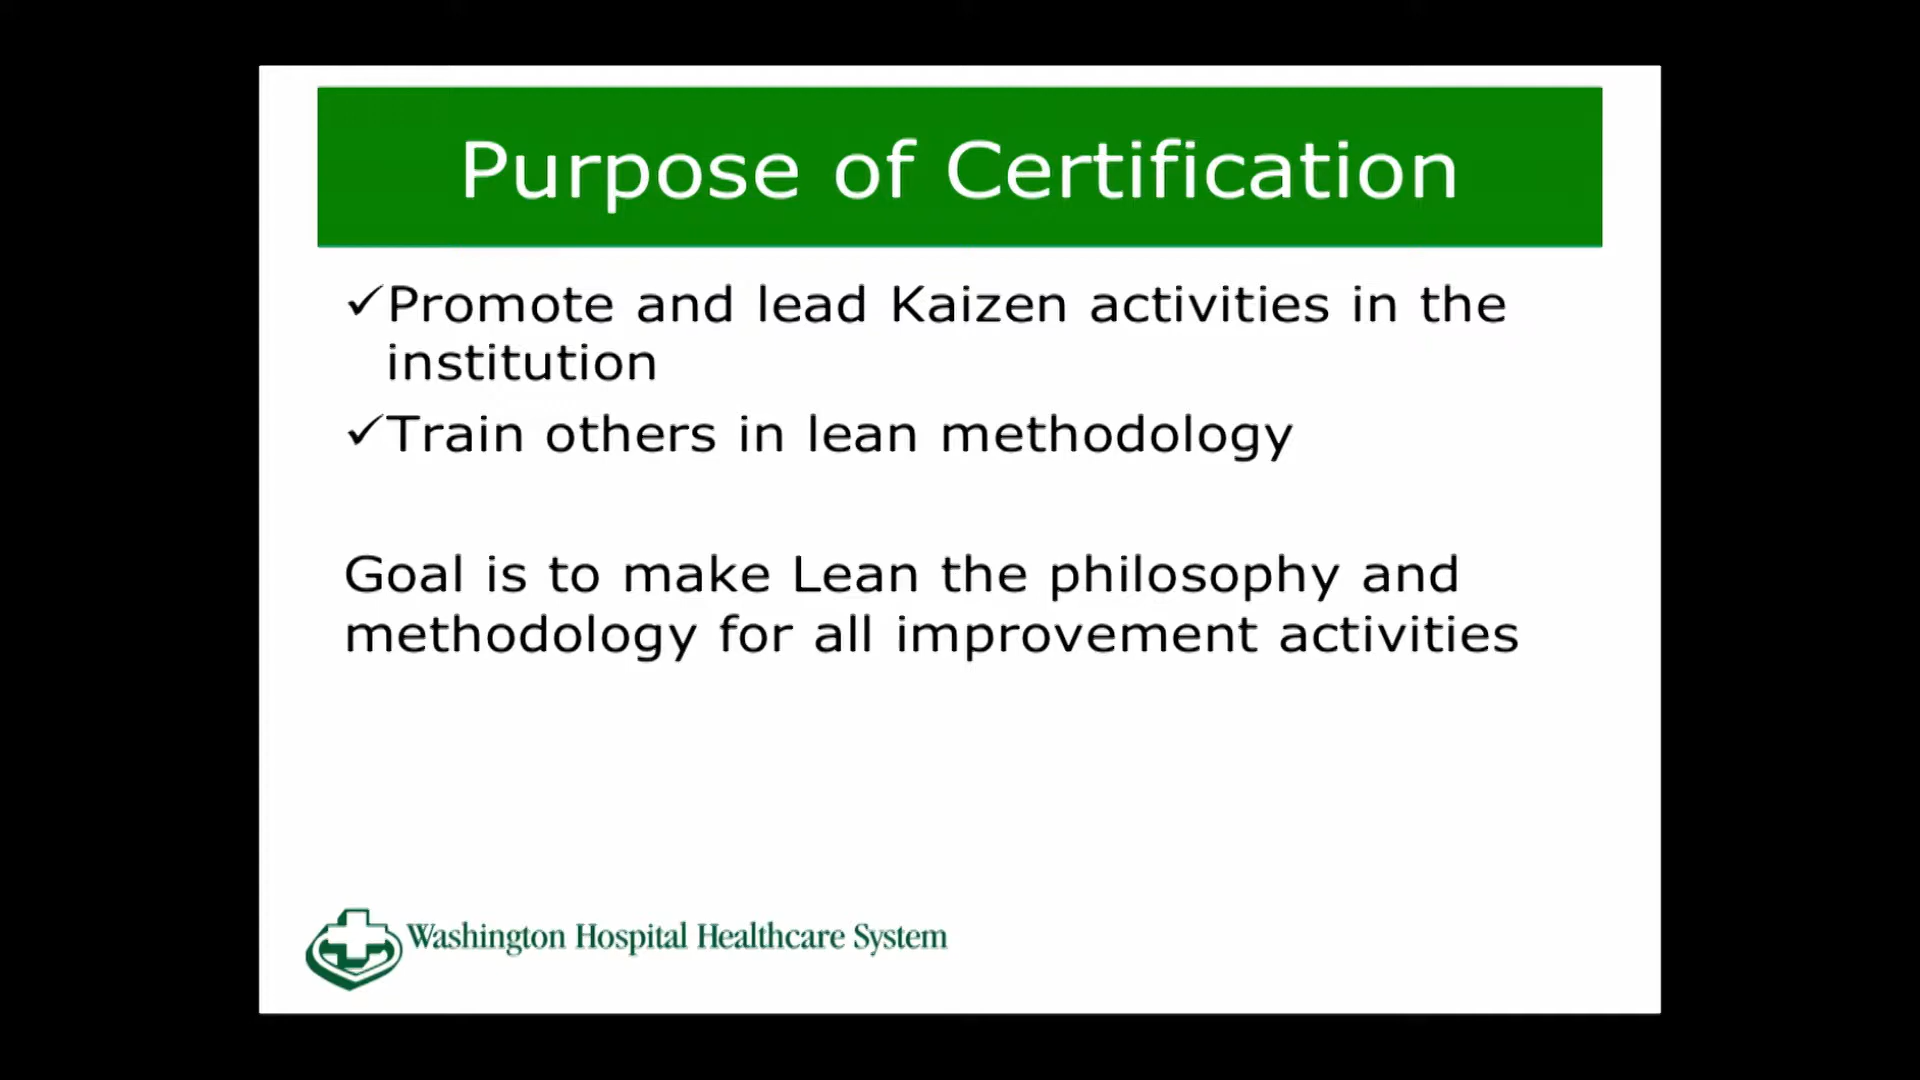 Purpose of Certification
✓Promote and lead Kaizen activities in the
institution
✓Train others in lean methodology
Goal is to make Lean the philosophy and
methodology for all improvement activities
Washington Hospital Healthcare System